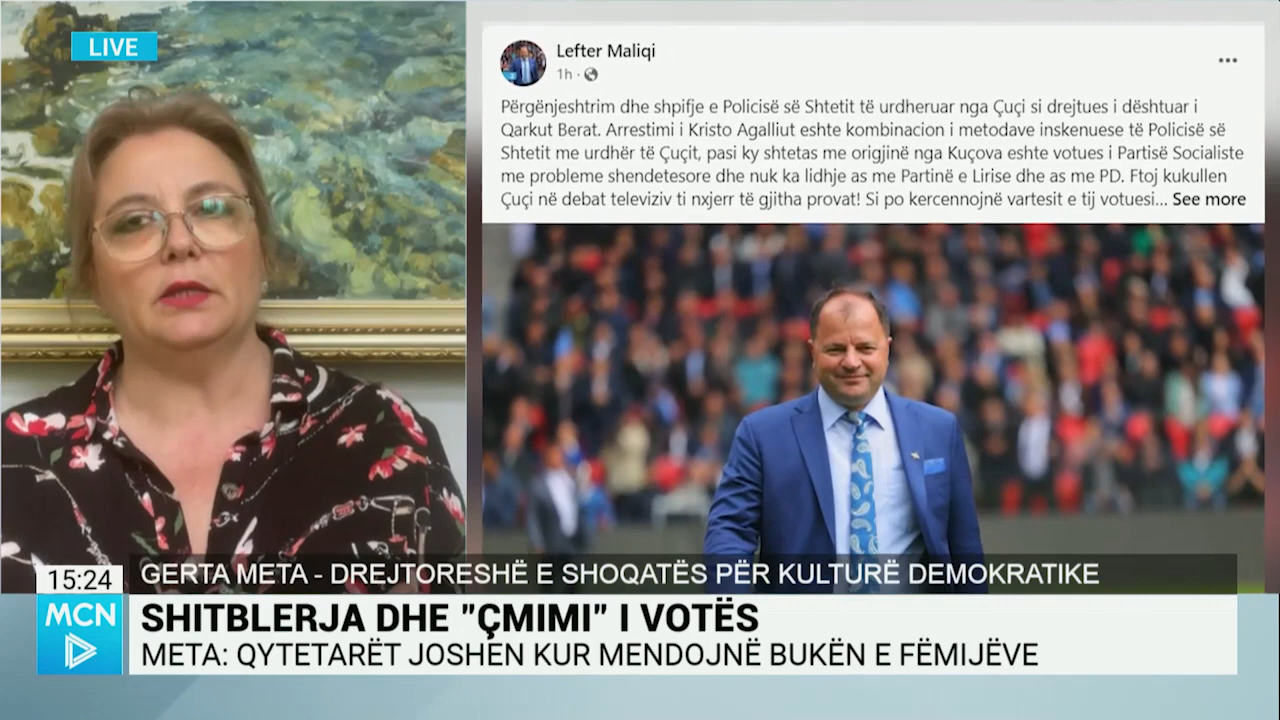 LIVE
Lefter Maliqi
1h ·
Përgënjeshtrim dhe shpifje e Policisë së Shtetit të urdheruar nga Çuçi si drejtues i dështuar i
Qarkut Berat. Arrestimi i Kristo Agalliut eshte kombinacion i metodave inskenuese të Policisë së
Shtetit me urdhër të Çuçit, pasi ky shtetas me origjinë nga Kuçova eshte votues i Partisë Socialiste
me probleme shendetesore dhe nuk ka lidhje as me Partinë e Lirise dhe as me PD. Ftoj kukullen
Çuçi në debat televiziv ti nxjerr të gjitha provat! Si po kercennojnë vartesit e tij votuesi... See more
15:24
GERTA META - DREJTORESHË E SHOQATËS PËR KULTURË DEMOKRATIKE
MCN
SHITBLERJA DHE "ÇMIMI" I VOTËS
META: QYTETARËT JOSHEN KUR MENDOJNË BUKËN E FËMIJËVE